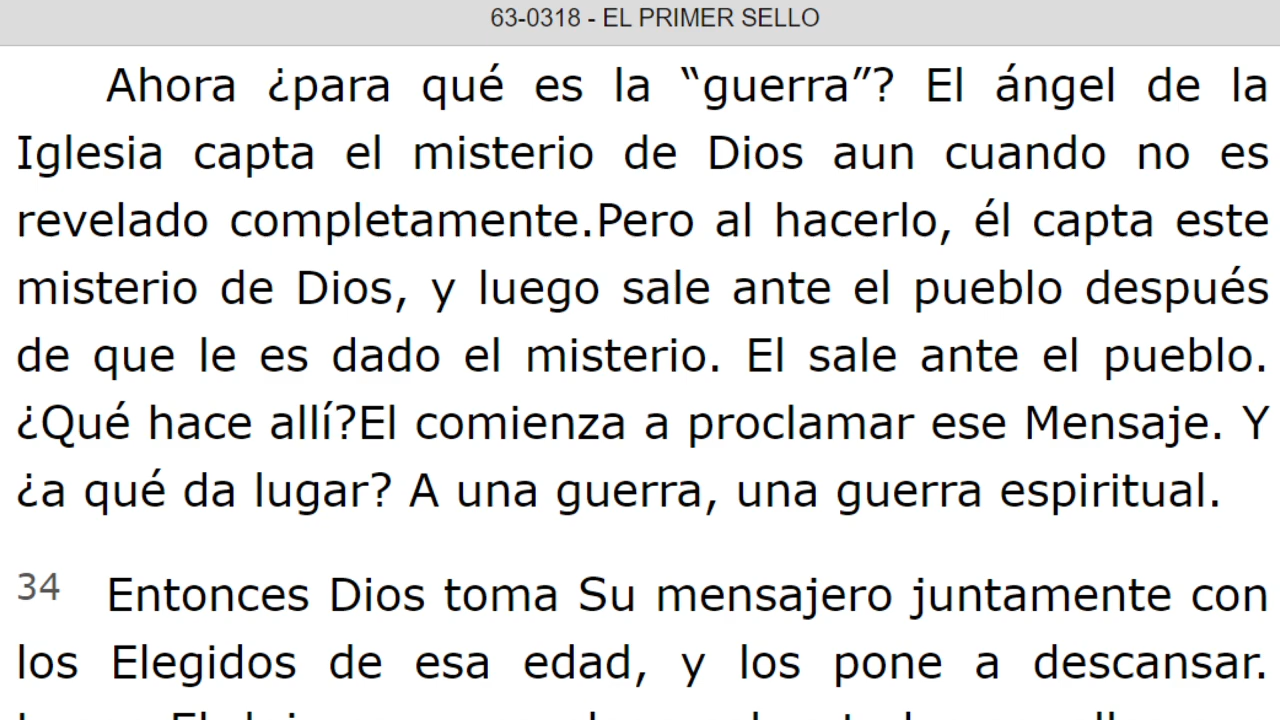 63-0318 - EL PRIMER SELLO
Ahora ¿para qué es la “guerra”? El ángel de la
Iglesia capta el misterio de Dios aun cuando no es
revelado completamente.Pero al hacerlo, él capta este
misterio de Dios, y luego sale ante el pueblo después
de que le es dado el misterio. El sale ante el pueblo.
¿Qué hace allí?El comienza a proclamar ese Mensaje. Y
¿a qué da lugar? A una guerra, una guerra espiritual.
34 Entonces Dios toma Su mensajero juntamente con
los Elegidos de esa edad, y los pone a descansar.